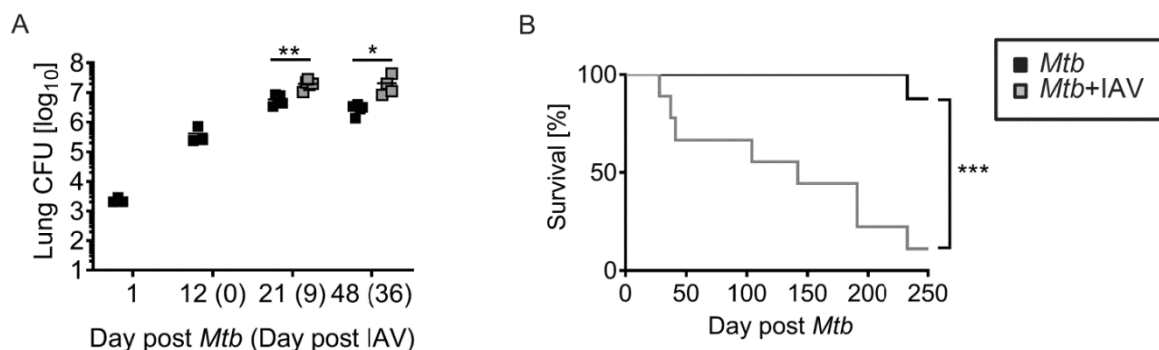 A
Lung CFU [log10]
8
7
6
5
4
3
2
1
**
*
1 12 (0) 21 (9) 48 (36)
Day post Mtb (Day post IAV)
B
Survival [%]
100
50
0
0 50 100 150 200 250
Day post Mtb
***
Mtb
Mtb+IAV